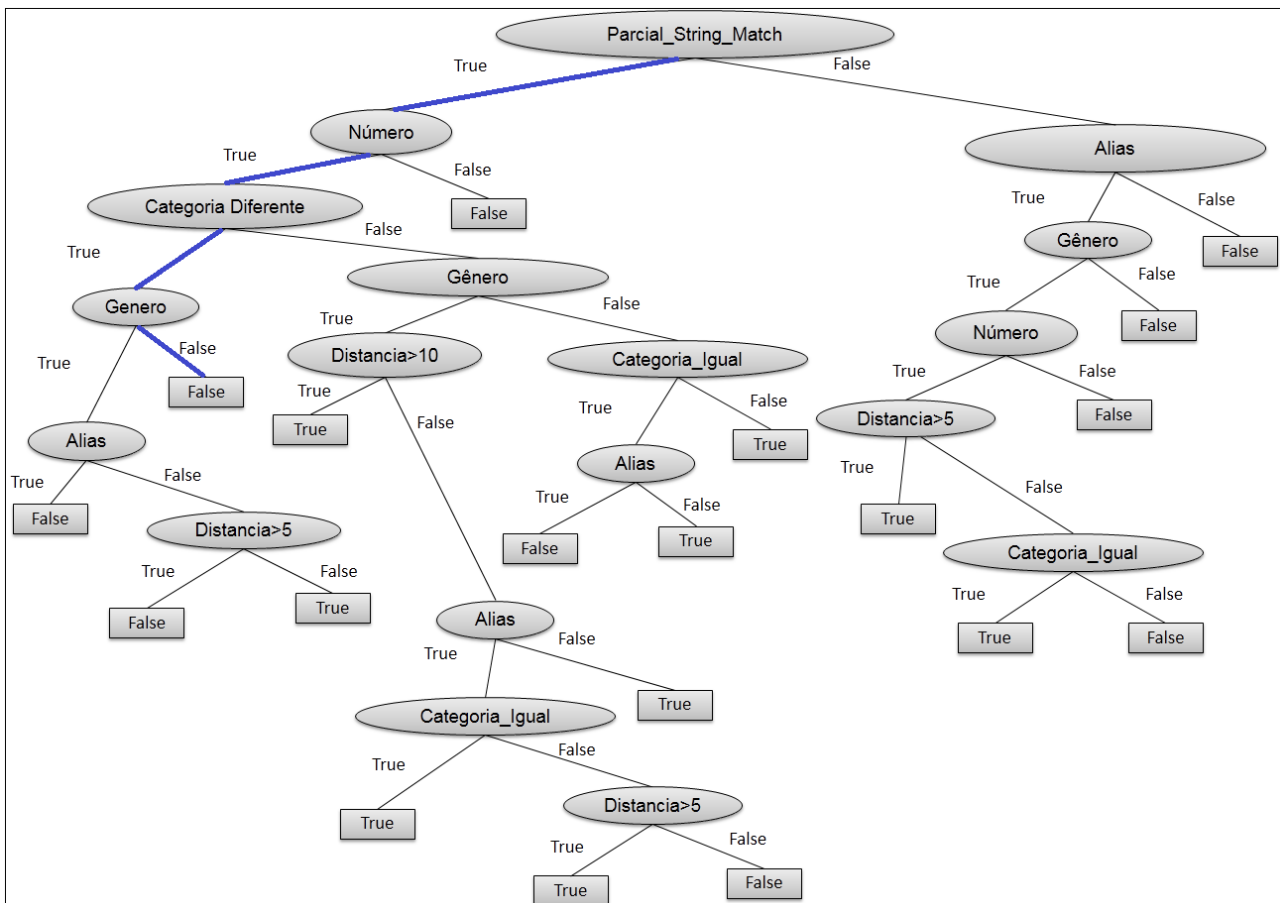 Parcial_String_Match
True
False
Número
Alias
True
False
True
False
Categoria Diferente
False
Gênero
False
True
False
True
False
Genero
Gênero
Número
False
True
False
True
False
True
False
False
Distancia>10
Categoria_Igual
Distancia>5
False
True
False
True
False
True
False
Alias
True
Alias
True
True
False
True
False
True
False
False
Distancia>5
False
True
Categoria_Igual
True
False
True
False
False
True
Alias
True
False
True
False
Categoria_Igual
True
True
False
True
Distancia>5
True
False
True
False